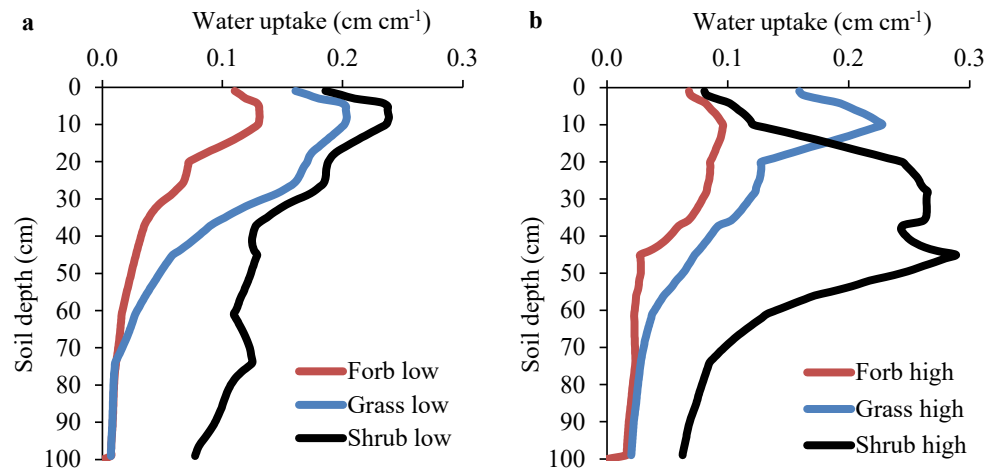 a
Water uptake (cm cm⁻¹)
0.0 0.1 0.2 0.3
0
10
20
30
40
50
60
70
80
90
100
Soil depth (cm)
Forb low
Grass low
Shrub low
b
Water uptake (cm cm⁻¹)
0.0 0.1 0.2 0.3
0
10
20
30
40
50
60
70
80
90
100
Soil depth (cm)
Forb high
Grass high
Shrub high